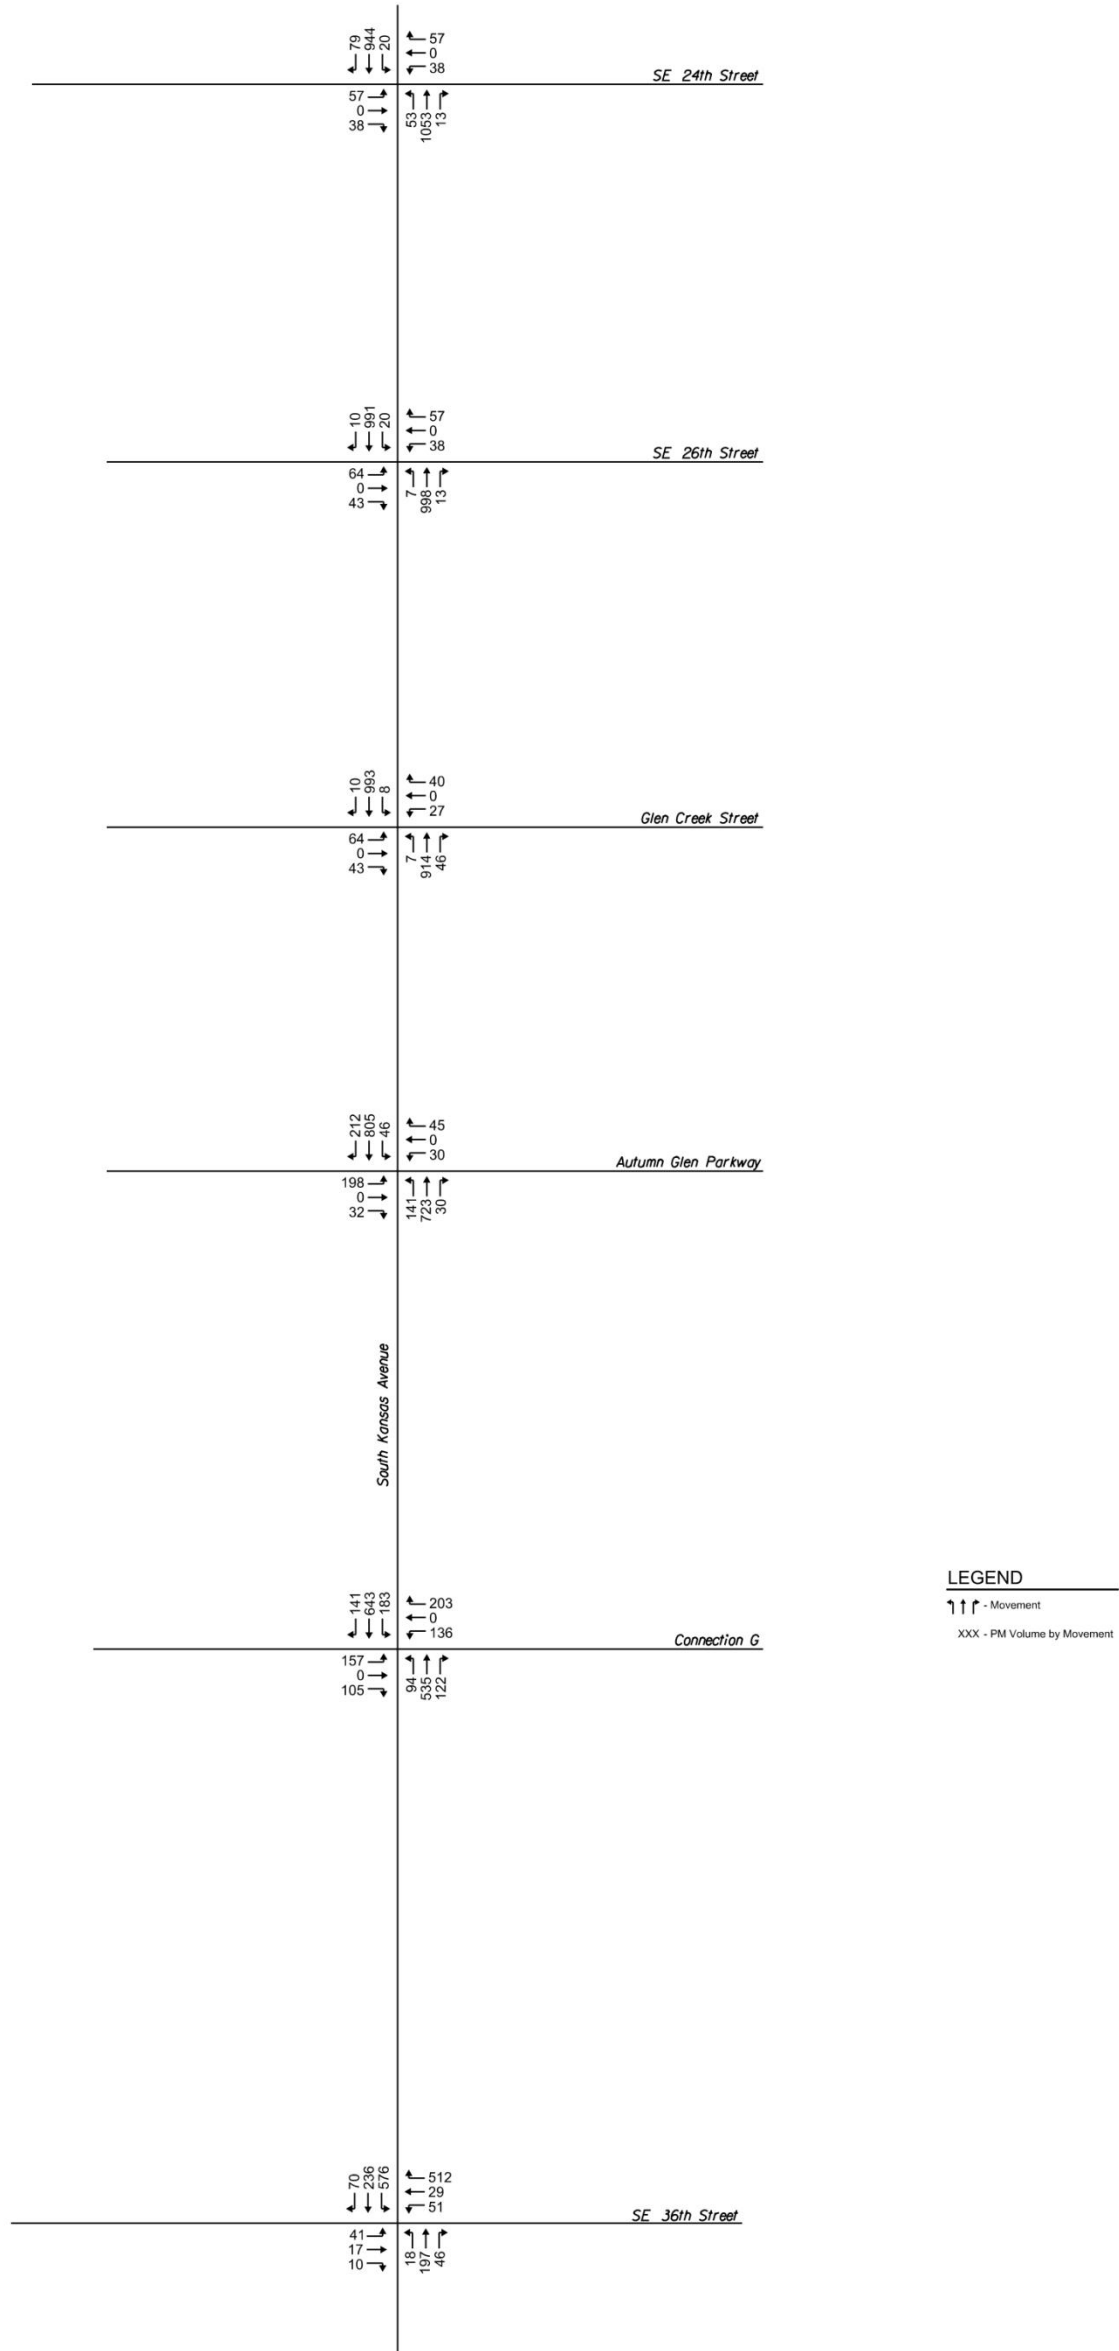 79 944 20
57
0
38
SE 24th Street
57
0
38
53 1053 13
10 991 20
57
0
38
SE 26th Street
64
0
43
7 998 13
10 993 8
40
0
27
Glen Creek Street
64
0
43
7 914 46
212 805 46
45
0
30
Autumn Glen Parkway
198
0
32
141 723 30
South Kansas Avenue
141 643 183
203
0
136
Connection G
157
0
105
94 535 122
LEGEND
- Movement
XXX - PM Volume by Movement
70 236 576
512
29
51
SE 36th Street
41
17
10
18 197 46